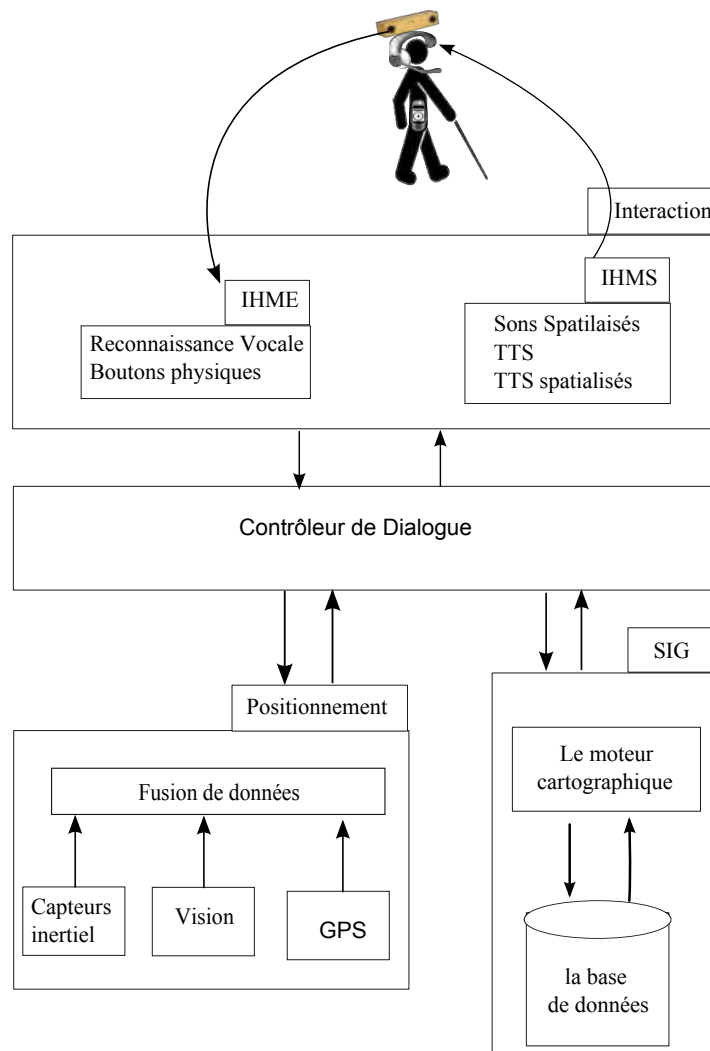 Interaction
IHME
IHMS
Reconnaissance Vocale
Boutons physiques
Sons Spatilaisés
TTS
TTS spatialisés
Contrôleur de Dialogue
SIG
Positionnement
Le moteur
cartographique
Fusion de données
Capteurs
inertiel
Vision
GPS
la base
de données